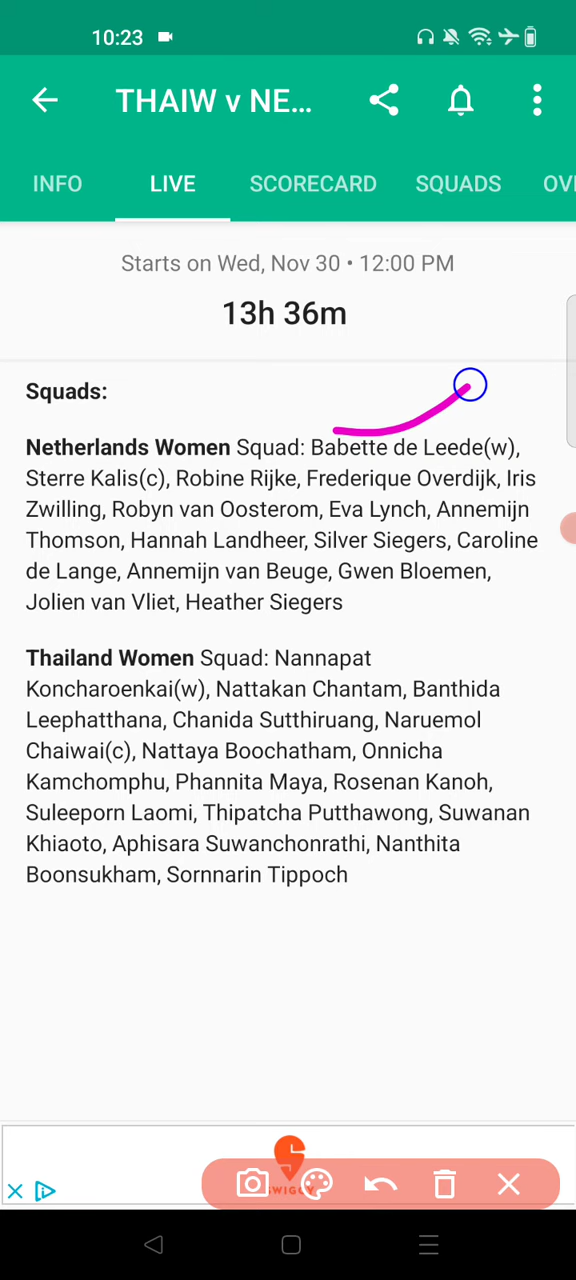 10:23
THAIW v NE...
INFO LIVE SCORECARD SQUADS OV
Starts on Wed, Nov 30 • 12:00 PM
13h 36m
Squads:
Netherlands Women Squad: Babette de Leede(w),
Sterre Kalis(c), Robine Rijke, Frederique Overdijk, Iris
Zwilling, Robyn van Oosterom, Eva Lynch, Annemijn
Thomson, Hannah Landheer, Silver Siegers, Caroline
de Lange, Annemijn van Beuge, Gwen Bloemen,
Jolien van Vliet, Heather Siegers
Thailand Women Squad: Nannapat
Koncharoenkai(w), Nattakan Chantam, Banthida
Leephatthana, Chanida Sutthiruang, Naruemol
Chaiwai(c), Nattaya Boochatham, Onnicha
Kamchomphu, Phannita Maya, Rosenan Kanoh,
Suleeporn Laomi, Thipatcha Putthawong, Suwanan
Khiaoto, Aphisara Suwanchonrathi, Nanthita
Boonsukham, Sornnarin Tippoch